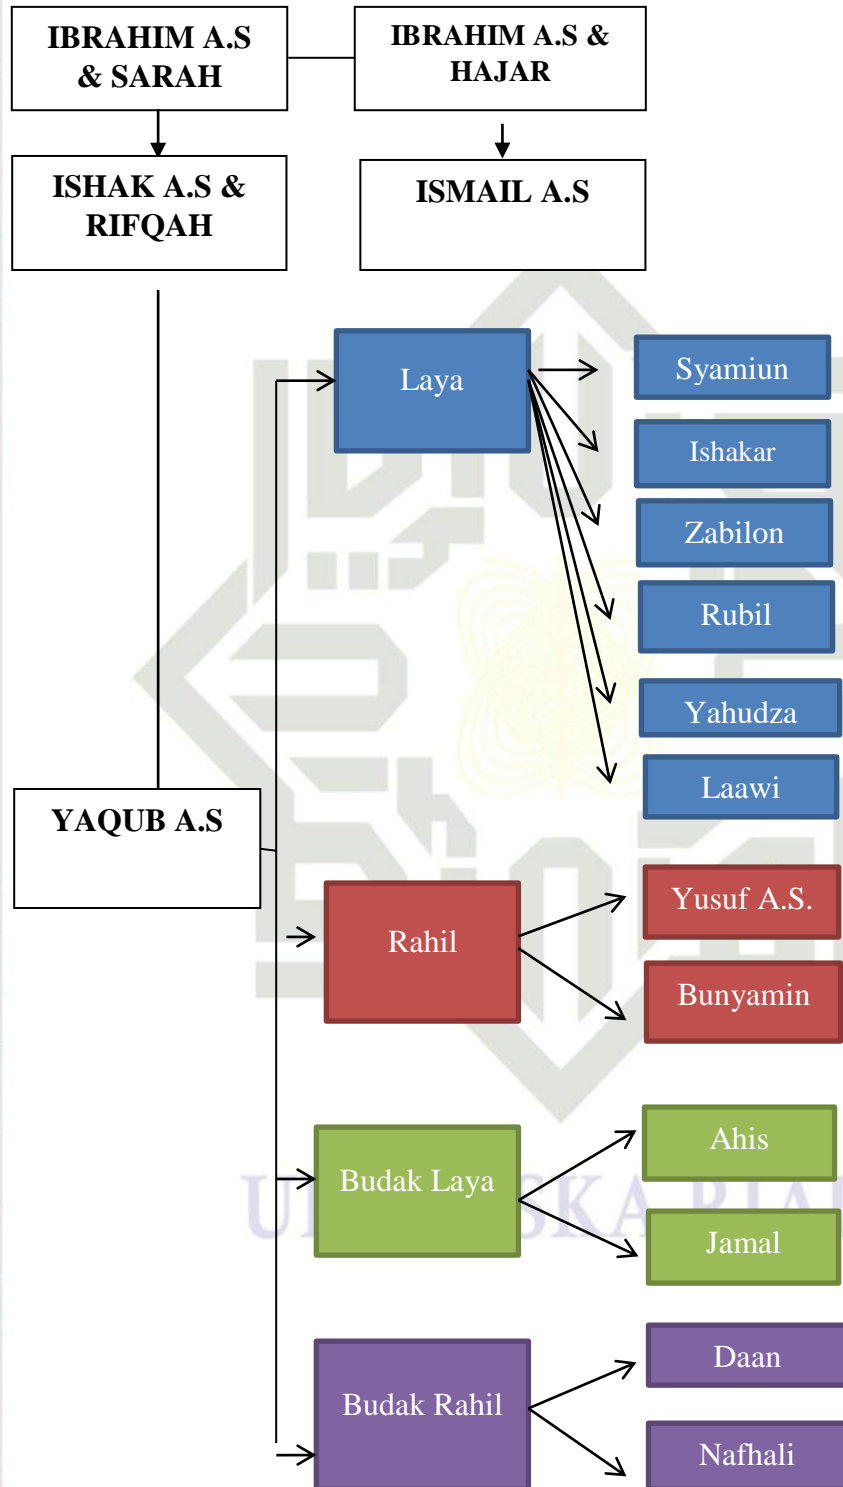 IBRAHIM A.S
& SARAH
IBRAHIM A.S &
HAJAR
ISHAK A.S &
RIFQAH
ISMAIL A.S
Laya
Syamiun
Ishakar
Zabilon
Rubil
Yahudza
Laawi
YAQUB A.S
Rahil
Yusuf A.S.
Bunyamin
Budak Laya
Ahis
Jamal
Budak Rahil
Daan
Nafhali